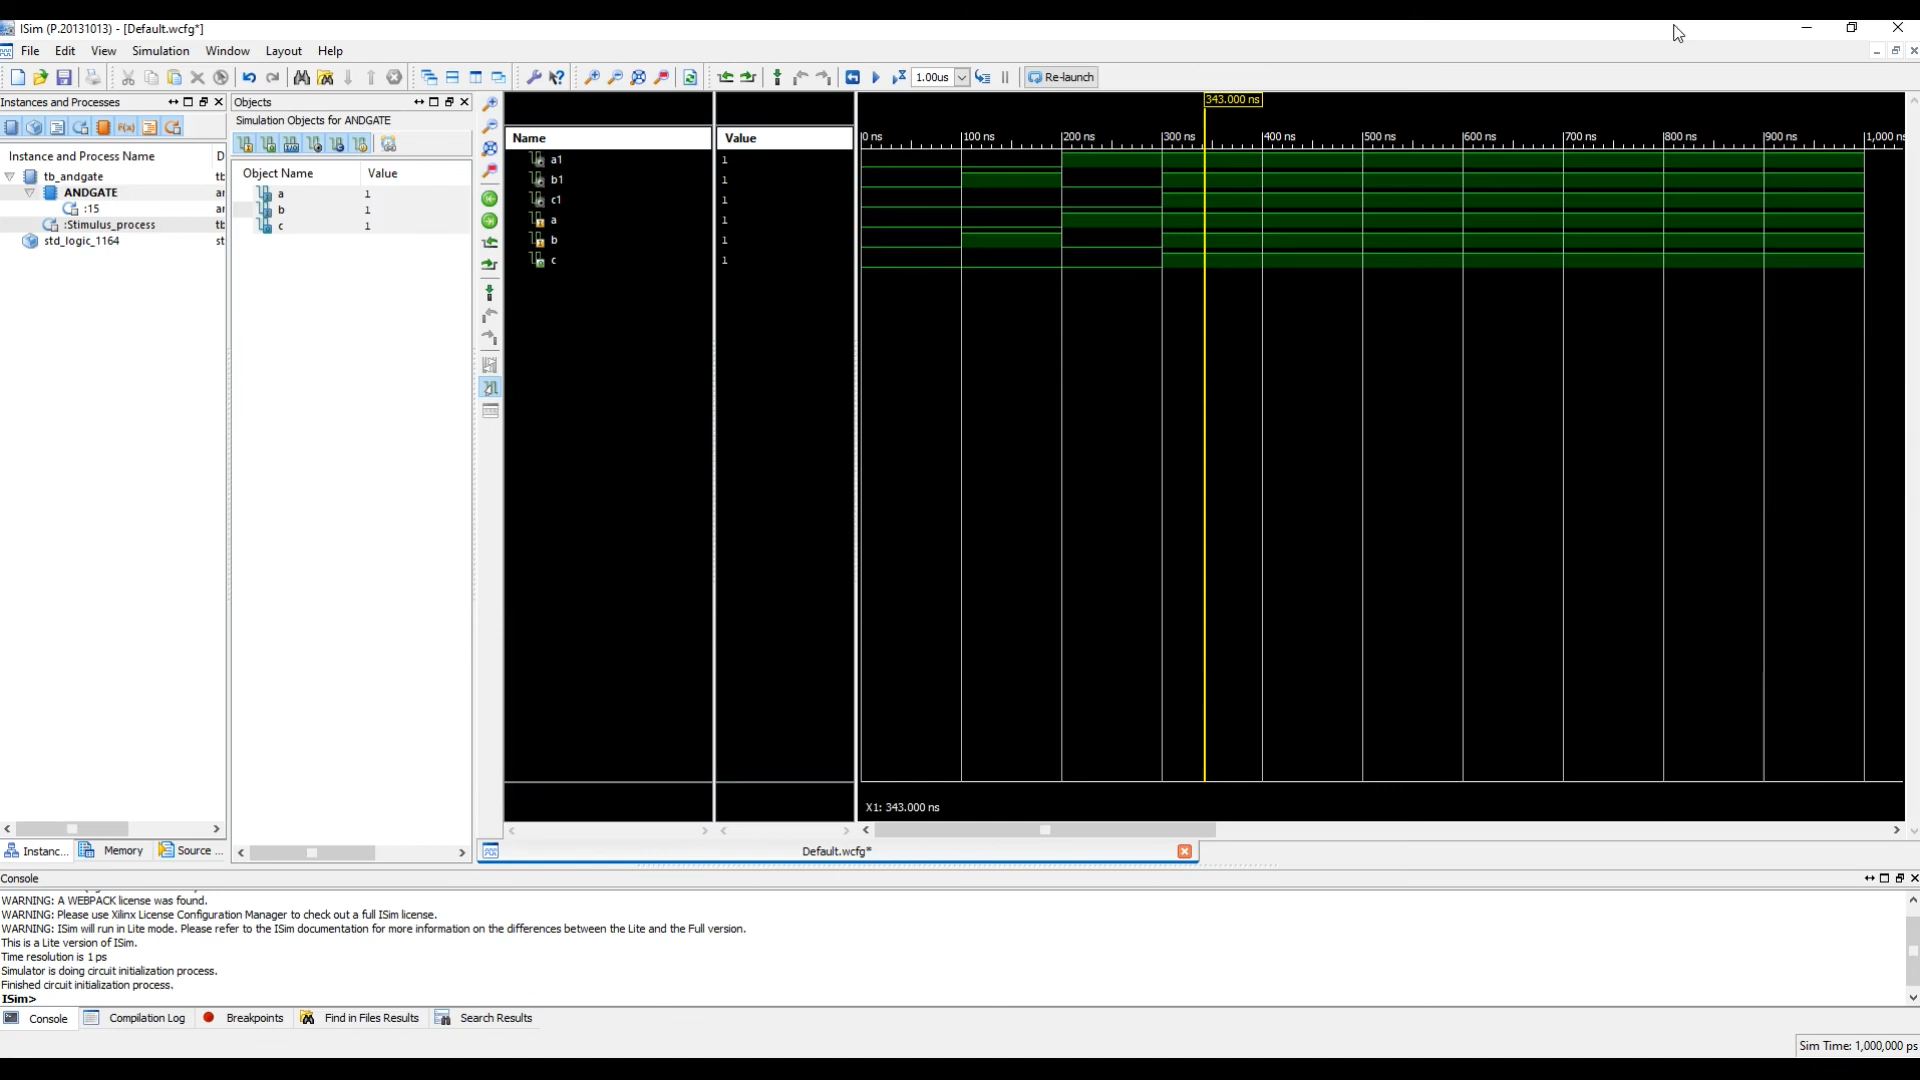 ISim (P.20131013) - [Default.wcfg*]
File Edit View Simulation Window Layout Help
1.00us Re-launch
Instances and Processes
Instance and Process Name D
tb_andgate tb
ANDGATE ar
:15 ar
:Stimulus_process tb
std_logic_1164 st
Instanc... Memory Source ...
Objects
Simulation Objects for ANDGATE
Object Name Value
a 1
b 1
c 1
343.000 ns
Name Value
0 ns 100 ns 200 ns 300 ns 400 ns 500 ns 600 ns 700 ns 800 ns 900 ns 1,000 ns
a1 1
b1 1
c1 1
a 1
b 1
c 1
X1: 343.000 ns
Default.wcfg*
Console
WARNING: A WEBPACK license was found.
WARNING: Please use Xilinx License Configuration Manager to check out a full ISim license.
WARNING: ISim will run in Lite mode. Please refer to the ISim documentation for more information on the differences between the Lite and the Full version.
This is a Lite version of ISim.
Time resolution is 1 ps
Simulator is doing circuit initialization process.
Finished circuit initialization process.
ISim>
Console Compilation Log Breakpoints Find in Files Results Search Results
Sim Time: 1,000,000 ps